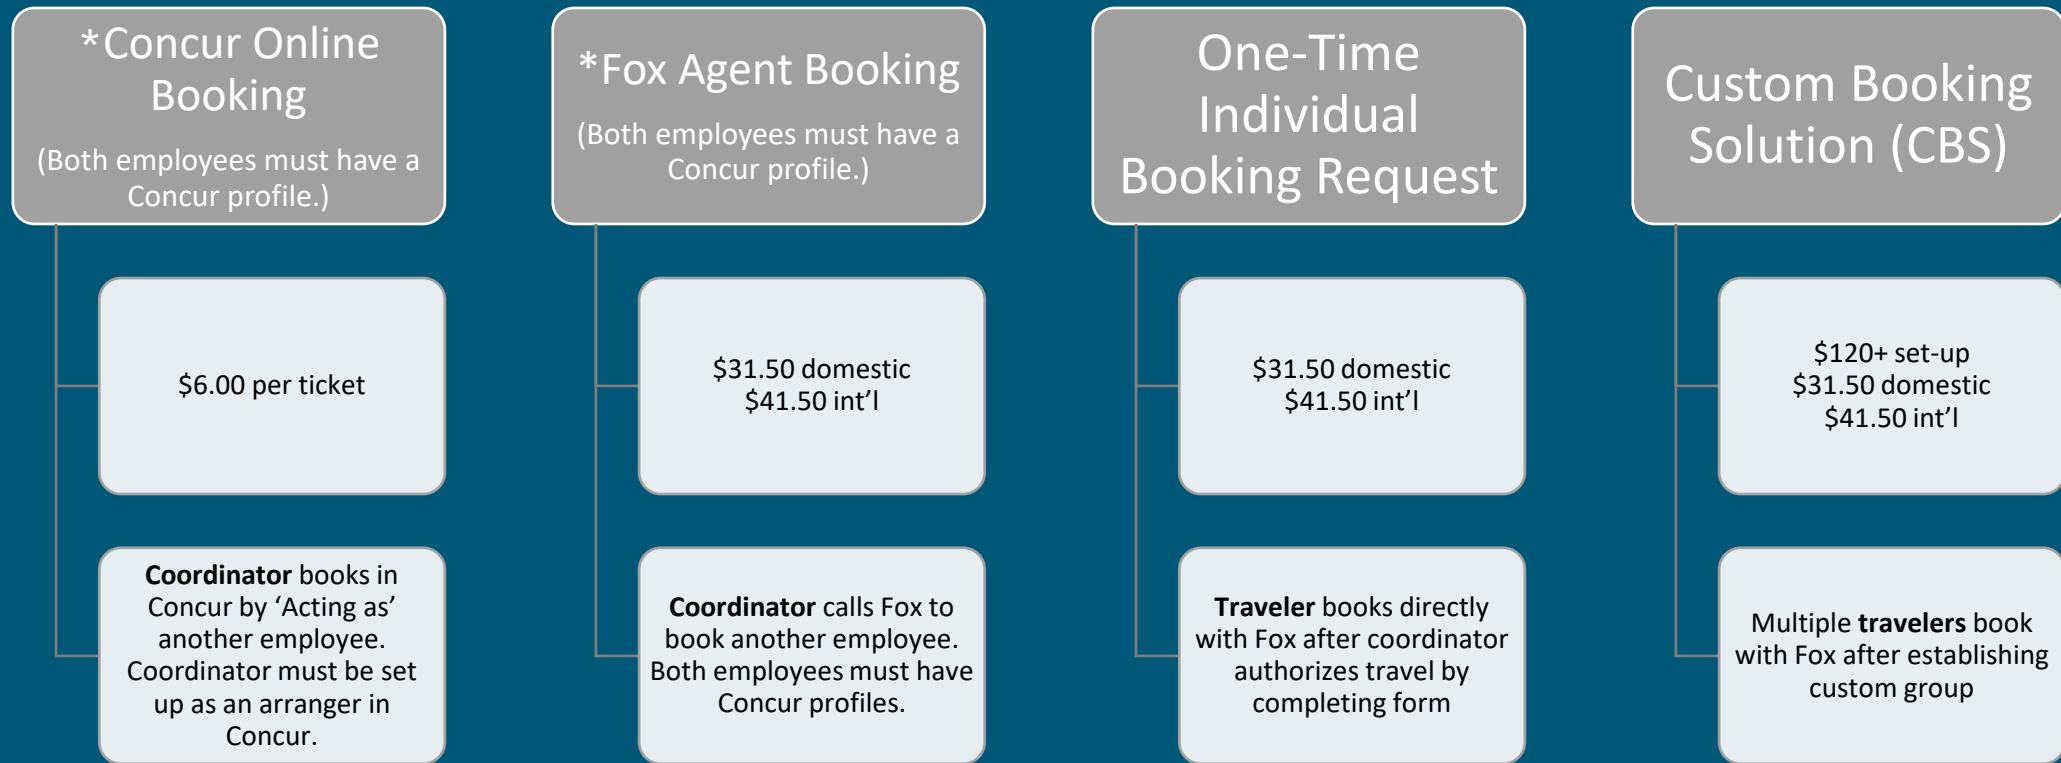 *Concur Online
Booking
(Both employees must have a
Concur profile.)
$6.00 per ticket
Coordinator books in
Concur by ‘Acting as’
another employee.
Coordinator must be set
up as an arranger in
Concur.
*Fox Agent Booking
(Both employees must have a
Concur profile.)
$31.50 domestic
$41.50 int’l
Coordinator calls Fox to
book another employee.
Both employees must have
Concur profiles.
One-Time
Individual
Booking Request
$31.50 domestic
$41.50 int’l
Traveler books directly
with Fox after coordinator
authorizes travel by
completing form
Custom Booking
Solution (CBS)
$120+ set-up
$31.50 domestic
$41.50 int’l
Multiple travelers book
with Fox after establishing
custom group